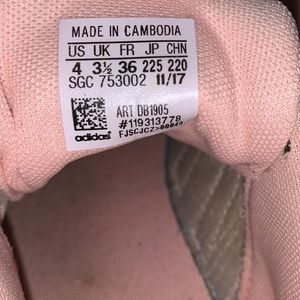 MADE IN CAMBODIA
US UK FR JP CHN
4 3½ 36 225 220
SGC 753002 11/17
ART DB1905
#119313778
adidas